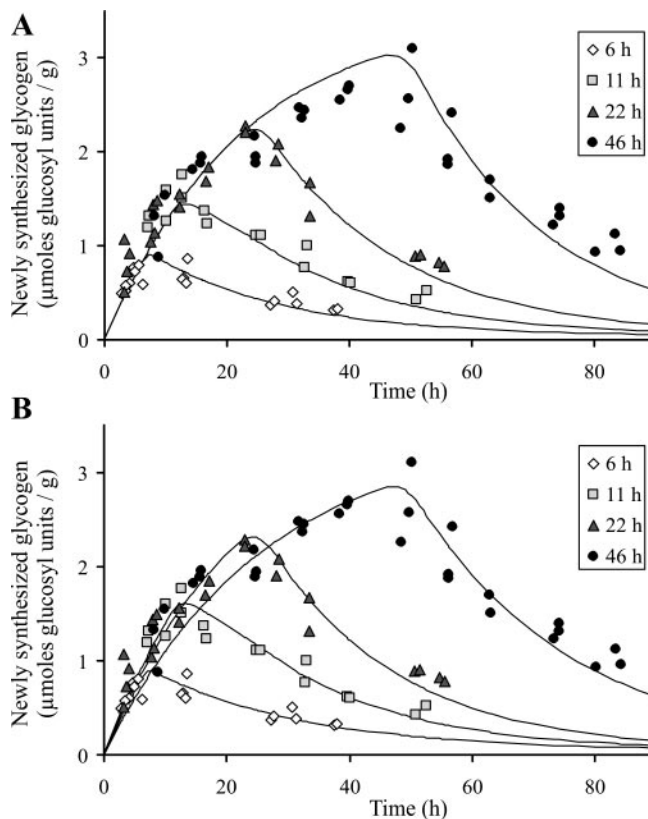 A
Newly synthesized glycogen
(µmoles glucosyl units / g)
3
2
1
0
0 20 40 60 80
Time (h)
6 h
11 h
22 h
46 h
B
Newly synthesized glycogen
(µmoles glucosyl units / g)
3
2
1
0
0 20 40 60 80
Time (h)
6 h
11 h
22 h
46 h